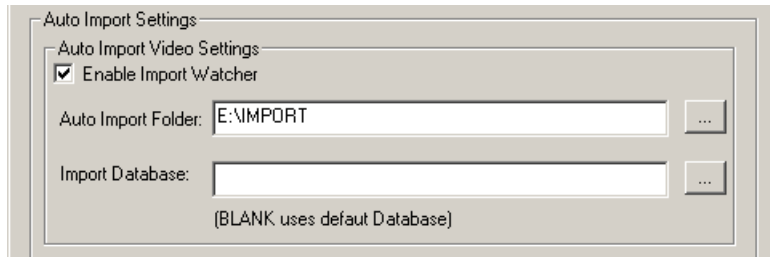 Auto Import Settings
Auto Import Video Settings
Enable Import Watcher
Auto Import Folder: E:\IMPORT ...
Import Database: ...
(BLANK uses defaut Database)